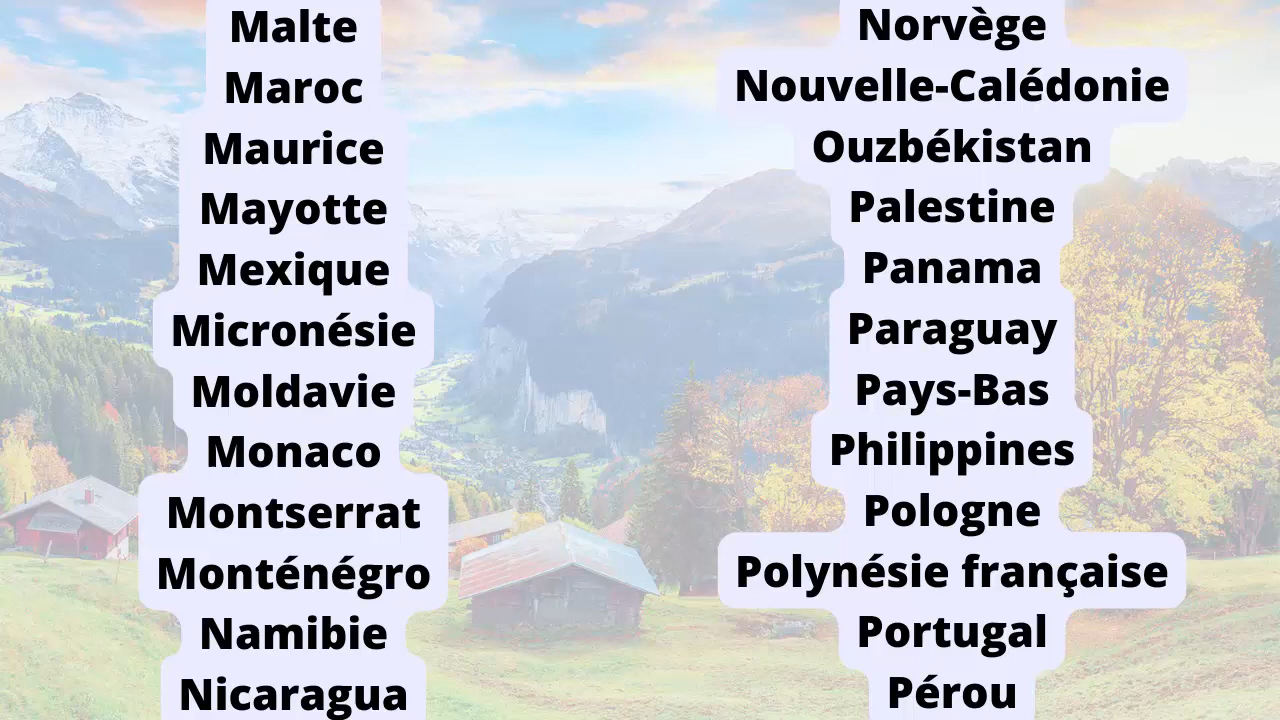 Malte
Maroc
Maurice
Mayotte
Mexique
Micronésie
Moldavie
Monaco
Montserrat
Monténégro
Namibie
Nicaragua
Norvège
Nouvelle-Calédonie
Ouzbékistan
Palestine
Panama
Paraguay
Pays-Bas
Philippines
Pologne
Polynésie française
Portugal
Pérou